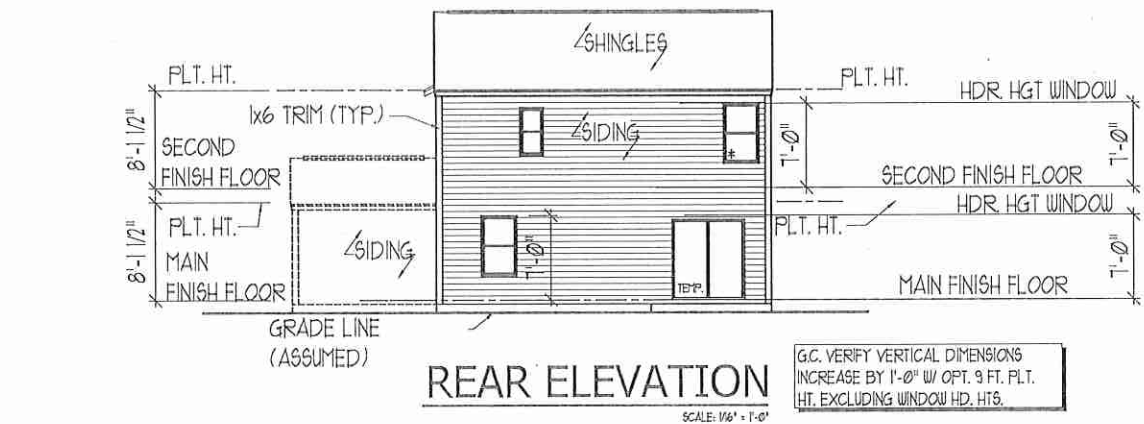 SHINGLES
PLT. HT.
PLT. HT.
HDR. HGT WINDOW
1x6 TRIM (TYP.)
SIDING
8'-1 1/2"
SECOND
FINISH FLOOR
*
7'-0"
7'-0"
SECOND FINISH FLOOR
HDR. HGT WINDOW
PLT. HT.
PLT. HT.
SIDING
7'-0"
8'-1 1/2"
MAIN
FINISH FLOOR
TEMP.
7'-0"
MAIN FINISH FLOOR
GRADE LINE
(ASSUMED)
REAR ELEVATION
SCALE: 1/16" = 1'-0"
G.C. VERIFY VERTICAL DIMENSIONS
INCREASE BY 1'-0" W/ OPT. 9 FT. PLT.
HT. EXCLUDING WINDOW HD. HTS.